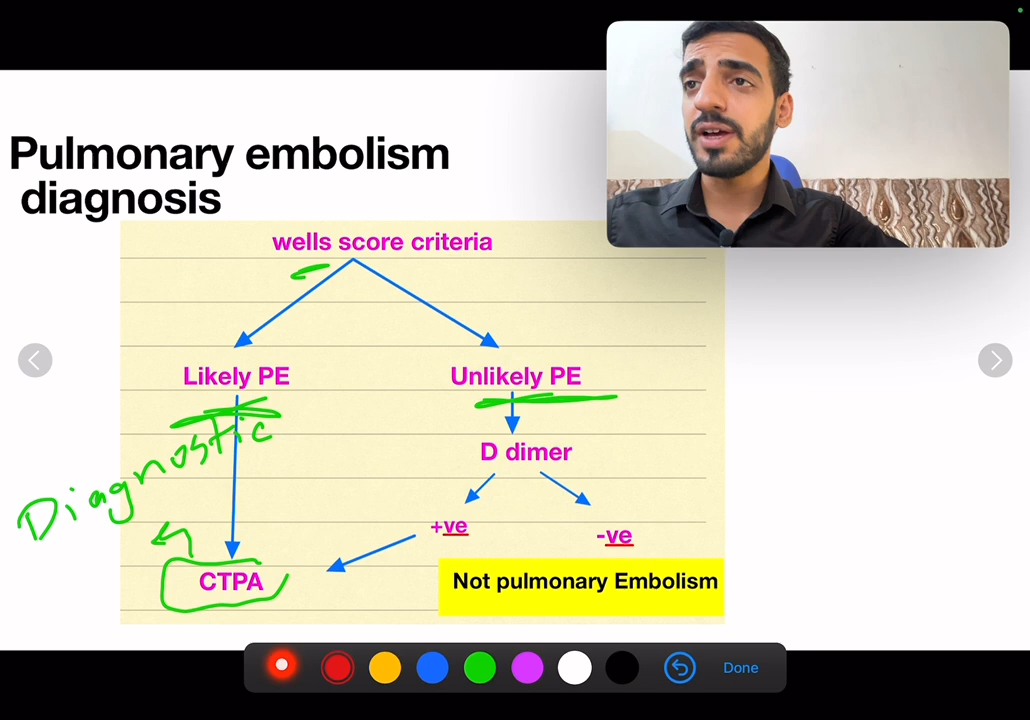 Pulmonary embolism
diagnosis
wells score criteria
Likely PE
Unlikely PE
Diagnostic
D dimer
+ve
-ve
CTPA
Not pulmonary Embolism
Done